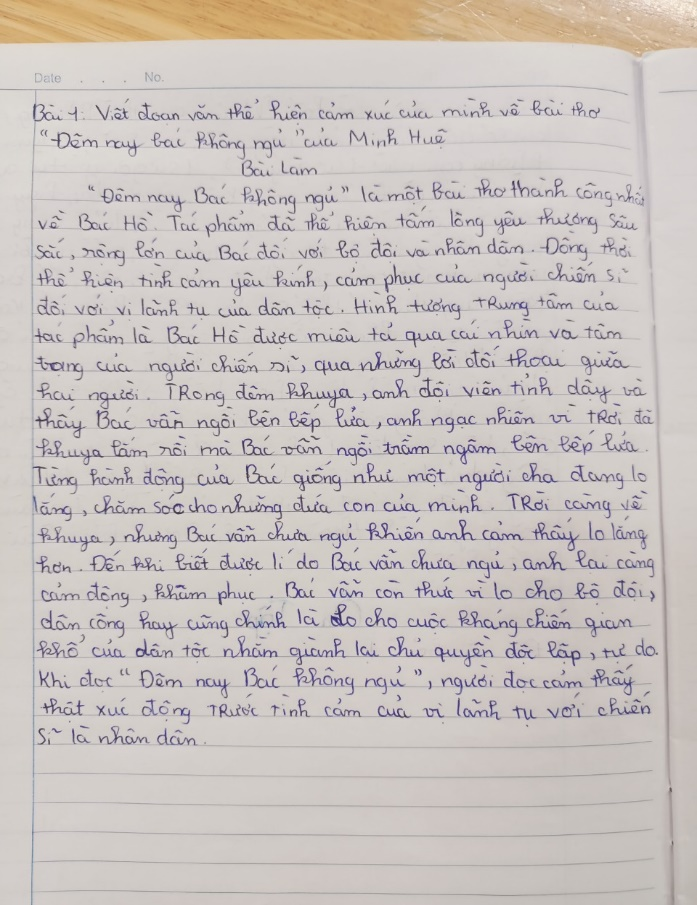 Date . . . No.
Bài 1: Viết đoạn văn thể hiện cảm xúc của mình về bài thơ
"Đêm nay bác không ngủ" của Minh Huệ
Bài Làm
"Đêm nay Bác không ngủ" là một bài thơ thành công nhất
về Bác Hồ. Tác phẩm đã thể hiện tấm lòng yêu thương sâu
sắc, rộng lớn của Bác đối với bộ đội và nhân dân. Đồng thời
thể hiện tình cảm yêu kính, cảm phục của người chiến sĩ
đối với vị lãnh tụ của dân tộc. Hình tượng trung tâm của
tác phẩm là Bác Hồ được miêu tả qua cái nhìn và tâm
trạng của người chiến sĩ, qua những lời đối thoại giữa
hai người. Trong đêm khuya, anh đội viên tỉnh dậy và
thấy Bác vẫn ngồi bên bếp lửa, anh ngạc nhiên vì trời đã
khuya lắm rồi mà Bác vẫn ngồi trầm ngâm bên bếp lửa.
Từng hành động của Bác giống như một người cha đang lo
lắng, chăm sóc cho những đứa con của mình. Trời càng về
khuya, nhưng Bác vẫn chưa ngủ khiến anh cảm thấy lo lắng
hơn. Đến khi biết được lí do Bác vẫn chưa ngủ, anh lại càng
cảm động, khâm phục. Bác vẫn còn thức vì lo cho bộ đội,
dân công hay cũng chính là lo cho cuộc kháng chiến gian
khổ của dân tộc nhằm giành lại chủ quyền độc lập, tự do.
Khi đọc "Đêm nay Bác không ngủ", người đọc cảm thấy
thật xúc động trước tình cảm của vị lãnh tụ với chiến
sĩ là nhân dân.